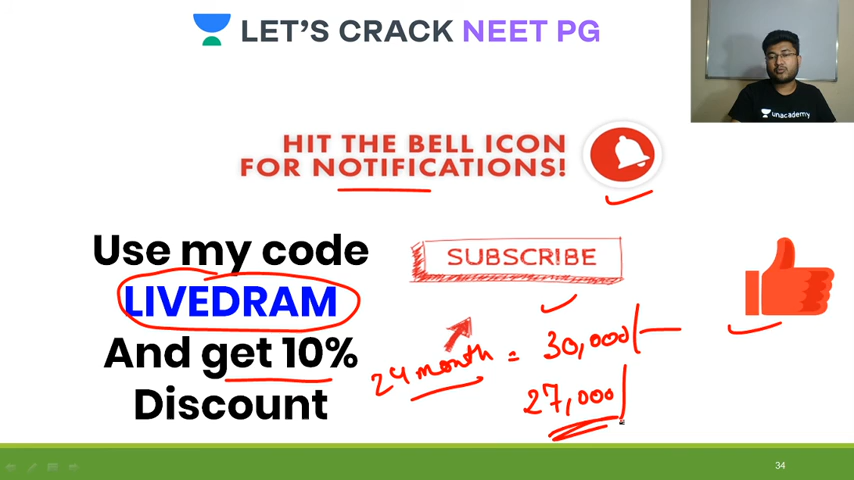 LET'S CRACK NEET PG
unacademy
HIT THE BELL ICON
FOR NOTIFICATIONS!
Use my code
LIVEDRAM
And get 10%
Discount
SUBSCRIBE
24 month = 30,000/-
27,000/
34